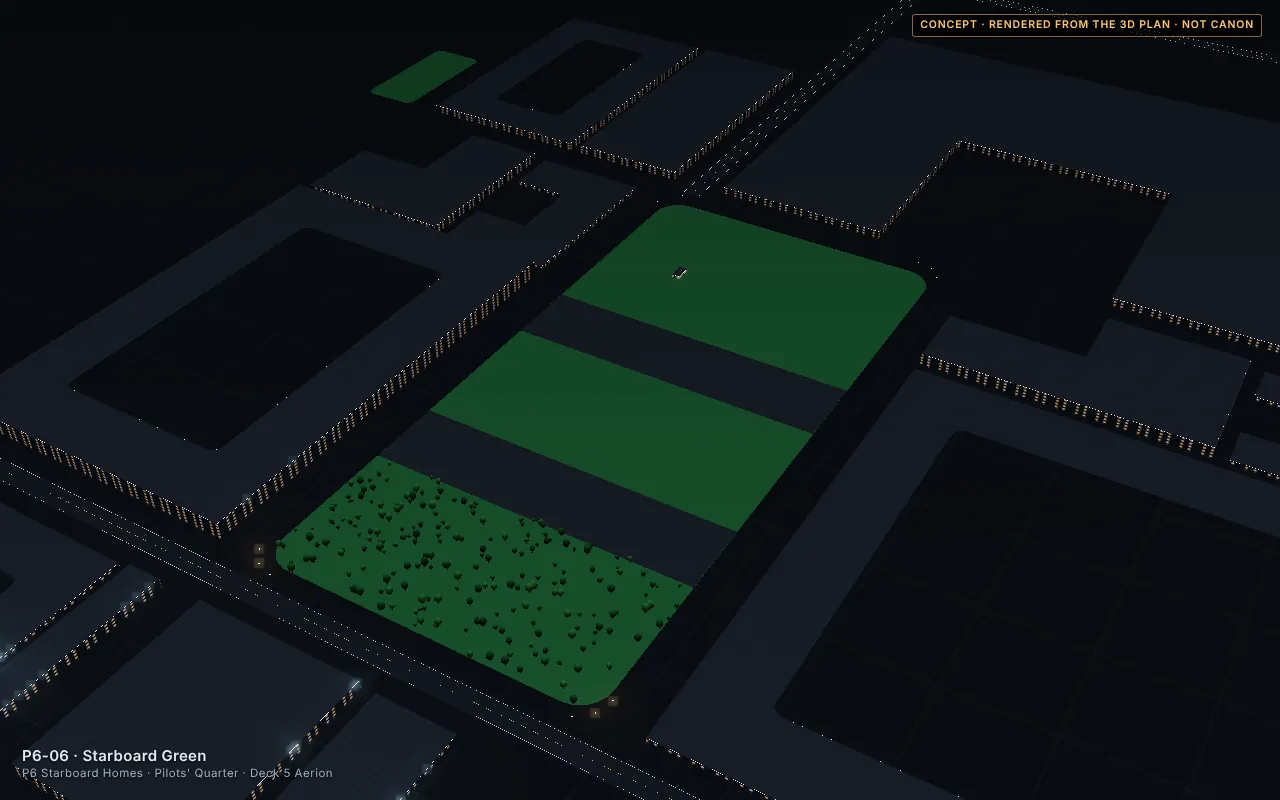 CONCEPT · RENDERED FROM THE 3D PLAN · NOT CANON
P6-06 · Starboard Green
P6 Starboard Homes · Pilots' Quarter · Deck 5 Aerion